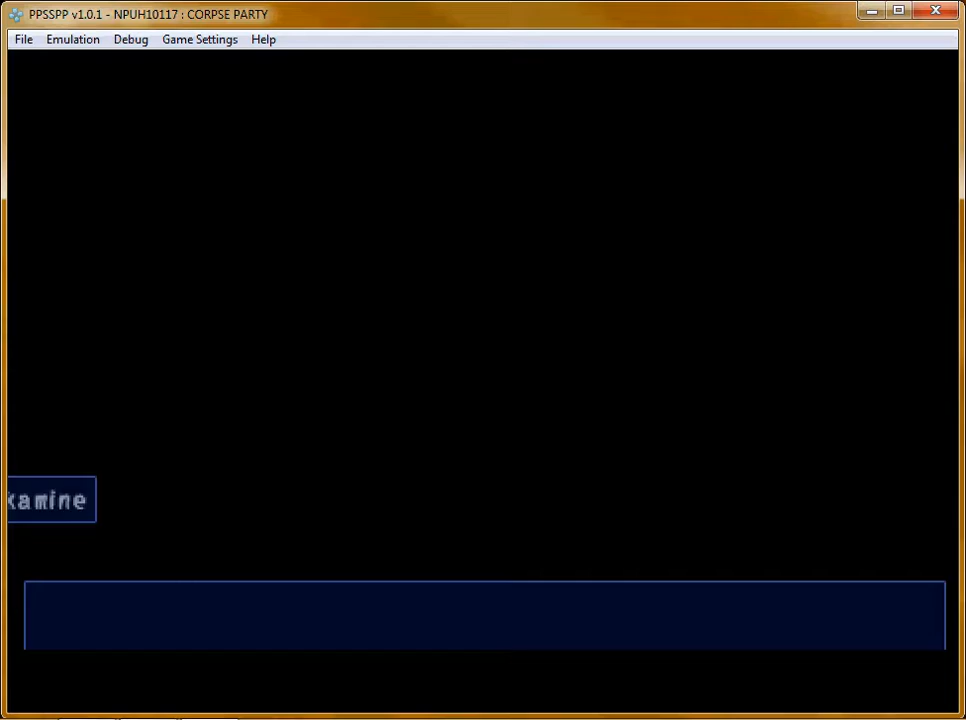 PPSSPP v1.0.1 - NPUH10117 : CORPSE PARTY
File Emulation Debug Game Settings Help
kamine